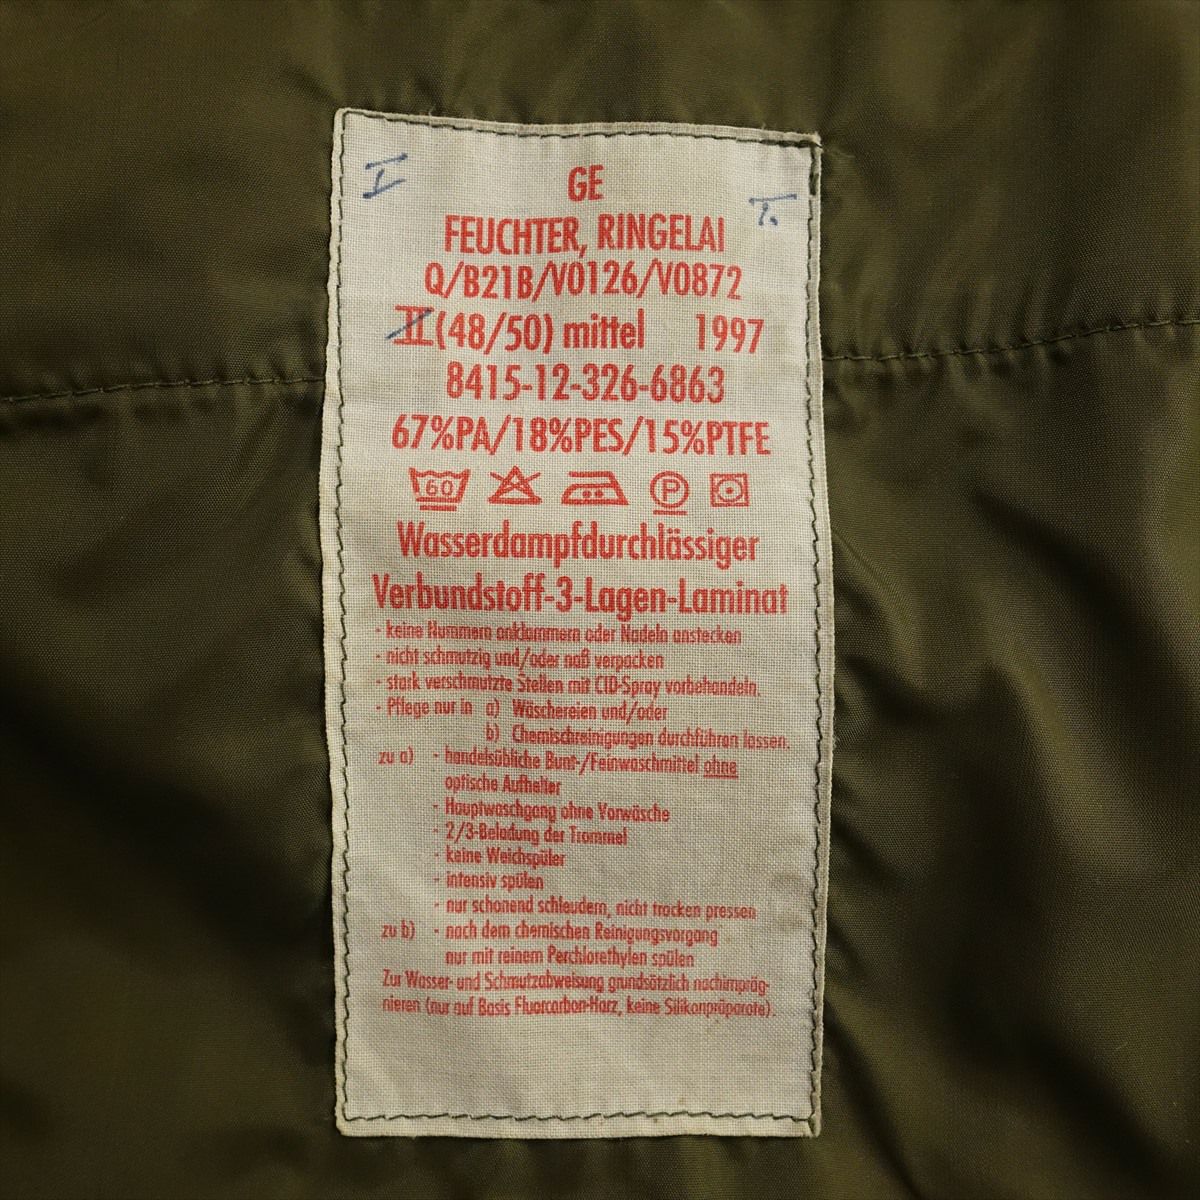 I
GE
FEUCHTER, RINGELAI
Q/B21B/V0126/V0872
II (48/50) mittel 1997
8415-12-326-6863
67%PA/18%PES/15%PTFE
60 P
Wasserdampfdurchlässiger
Verbundstoff-3-Lagen-Laminat
- keine Nummern anklammern oder Nadeln anstecken
- nicht schmutzig und/oder naß verpacken
- stark verschmutzte Stellen mit CID-Spray vorbehandeln.
- Pflege nur in a) Wäschereien und/oder
b) Chemischreinigungen durchführen lassen.
zu a) - handelsübliche Bunt-/Feinwaschmittel ohne
optische Aufheller
- Hauptwaschgang ohne Vorwäsche
- 2/3-Beladung der Trommel
- keine Weichspüler
- intensiv spülen
- nur schonend schleudern, nicht trocken pressen
zu b) - nach dem chemischen Reinigungsvorgang
nur mit reinem Perchlorethylen spülen
Zur Wasser- und Schmutzabweisung grundsätzlich nachimpräg-
nieren (nur auf Basis Fluorcarbon-Harz, keine Silikonpräparate).